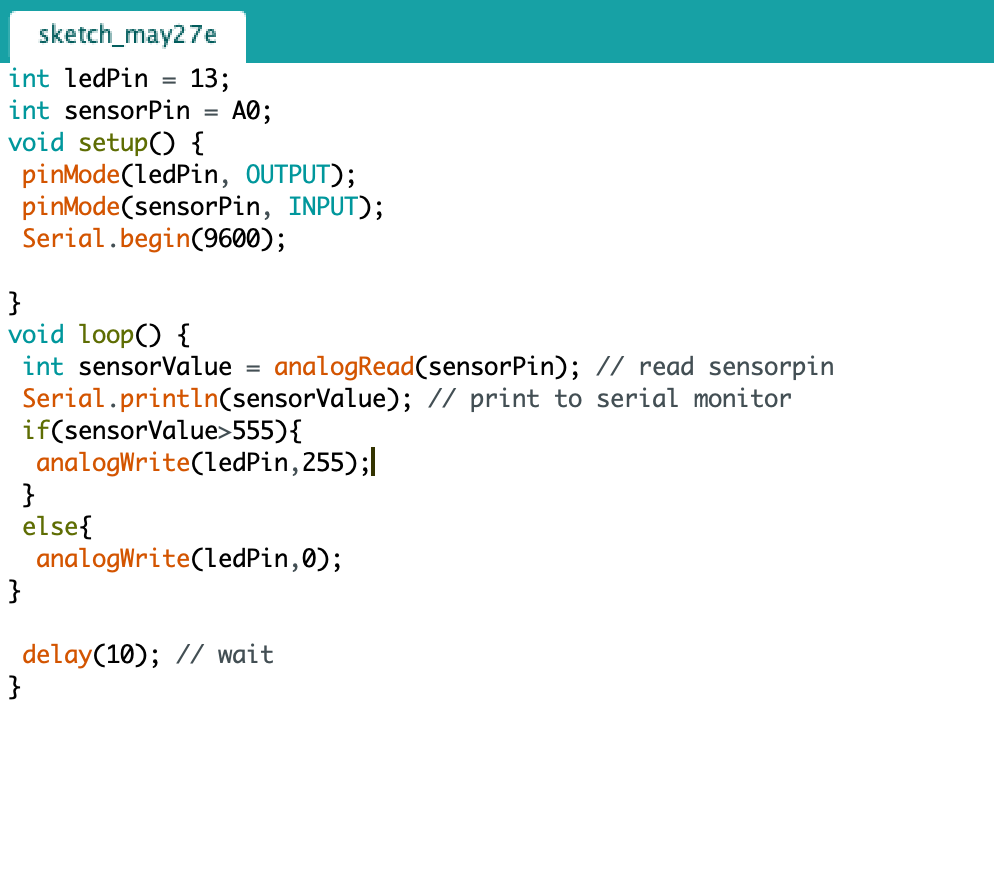 sketch_may27e
int ledPin = 13;
int sensorPin = A0;
void setup() {
 pinMode(ledPin, OUTPUT);
 pinMode(sensorPin, INPUT);
 Serial.begin(9600);

}
void loop() {
 int sensorValue = analogRead(sensorPin); // read sensorpin
 Serial.println(sensorValue); // print to serial monitor
 if(sensorValue>555){
  analogWrite(ledPin,255);
 }
 else{
  analogWrite(ledPin,0);
}

 delay(10); // wait
}